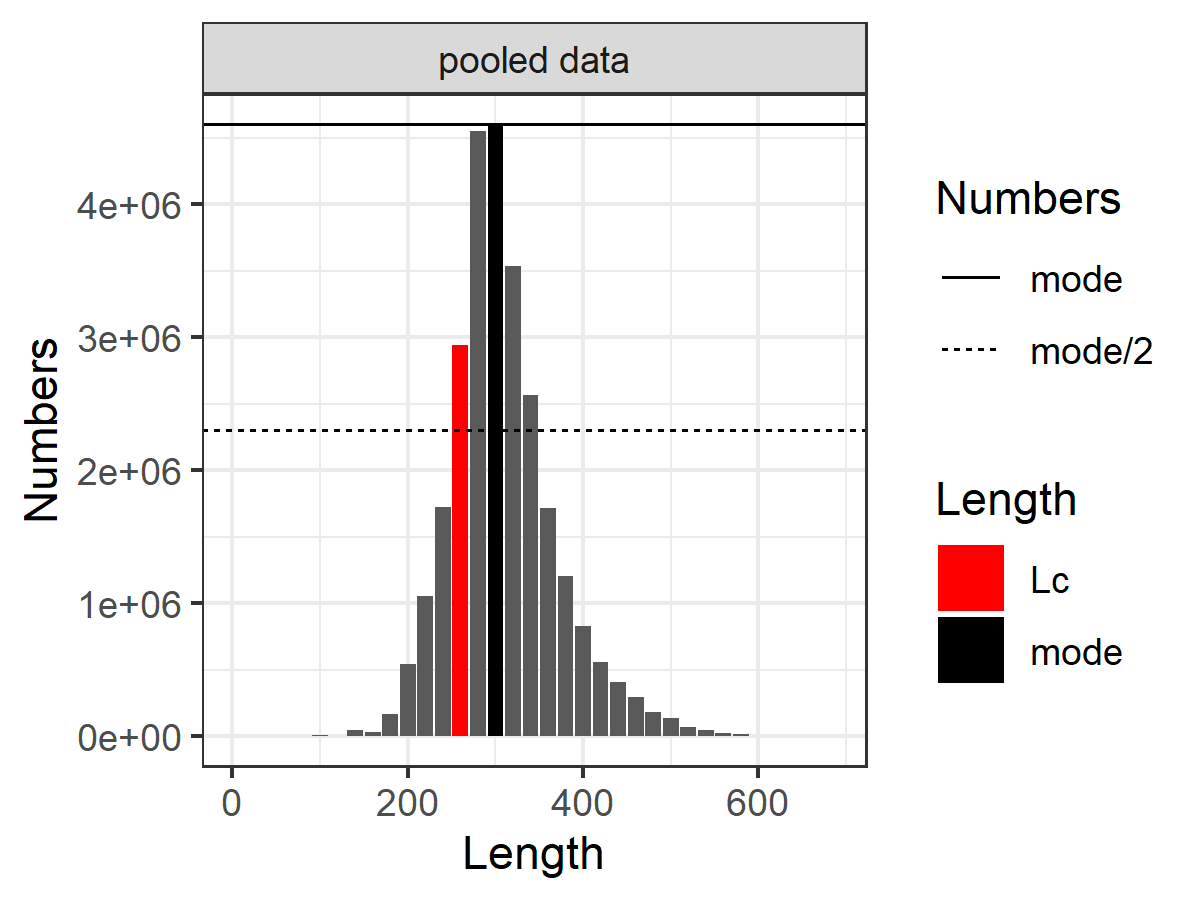 pooled data
Numbers
4e+06
3e+06
2e+06
1e+06
0e+00
0
200
400
600
Length
Numbers
mode
mode/2
Length
Lc
mode